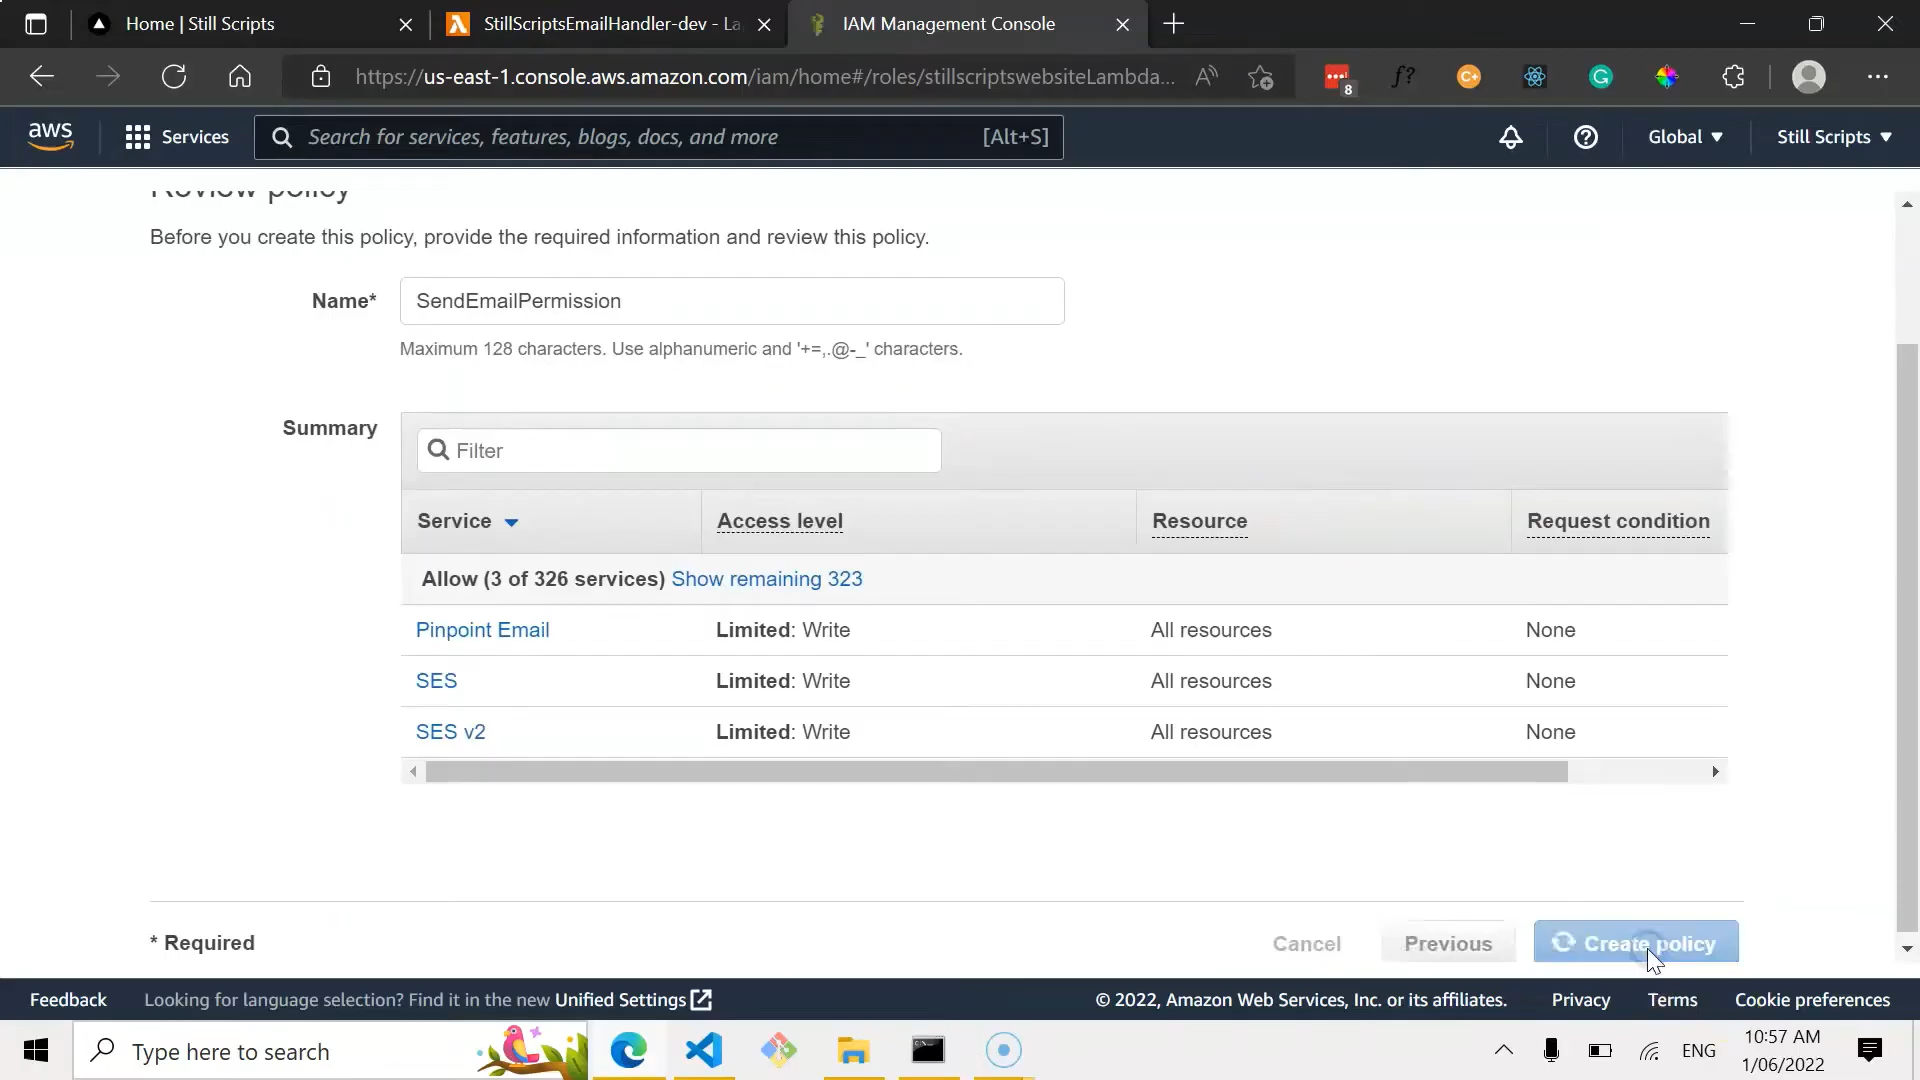 Home | Still Scripts
StillScriptsEmailHandler-dev - La
IAM Management Console
https://us-east-1.console.aws.amazon.com/iam/home#/roles/stillscriptswebsiteLambda...
8
aws
Services
Search for services, features, blogs, docs, and more
[Alt+S]
Global
Still Scripts
Review policy
Before you create this policy, provide the required information and review this policy.
Name*
SendEmailPermission
Maximum 128 characters. Use alphanumeric and '+=,.@-_' characters.
Summary
Filter
Service
Access level
Resource
Request condition
Allow (3 of 326 services) Show remaining 323
Pinpoint Email
Limited: Write
All resources
None
SES
Limited: Write
All resources
None
SES v2
Limited: Write
All resources
None
* Required
Cancel
Previous
Create policy
Feedback
Looking for language selection? Find it in the new Unified Settings
© 2022, Amazon Web Services, Inc. or its affiliates.
Privacy
Terms
Cookie preferences
Type here to search
ENG
10:57 AM
1/06/2022